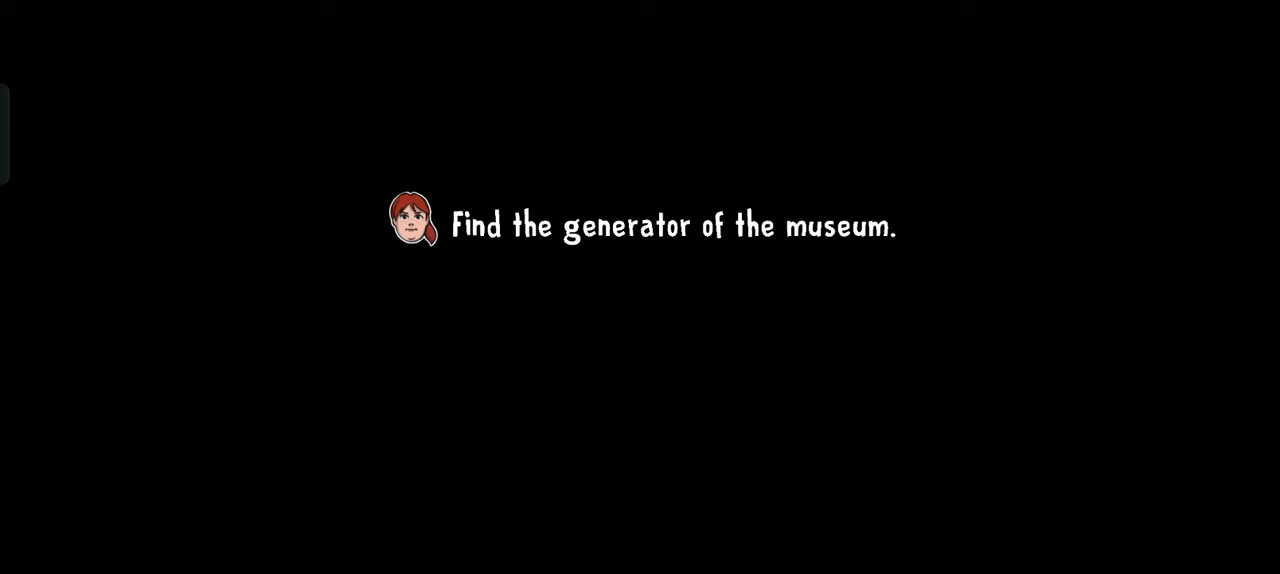 Find the generator of the museum.